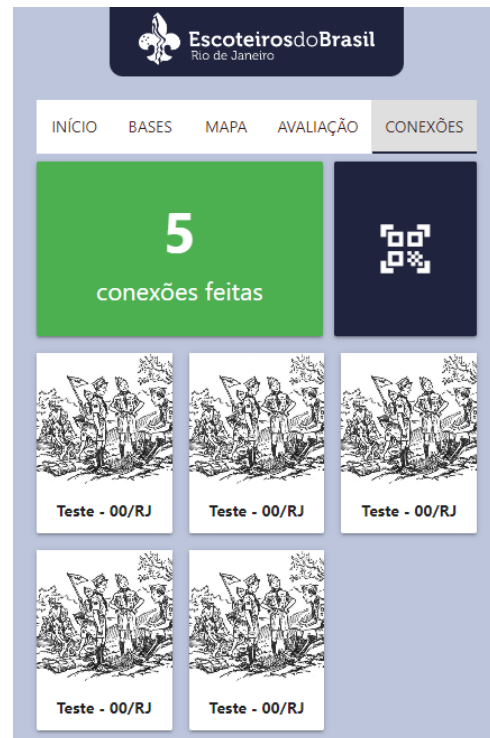 EscoteirosdoBrasil
Rio de Janeiro
INÍCIO BASES MAPA AVALIAÇÃO CONEXÕES
5
conexões feitas
Teste - 00/RJ Teste - 00/RJ Teste - 00/RJ
Teste - 00/RJ Teste - 00/RJ